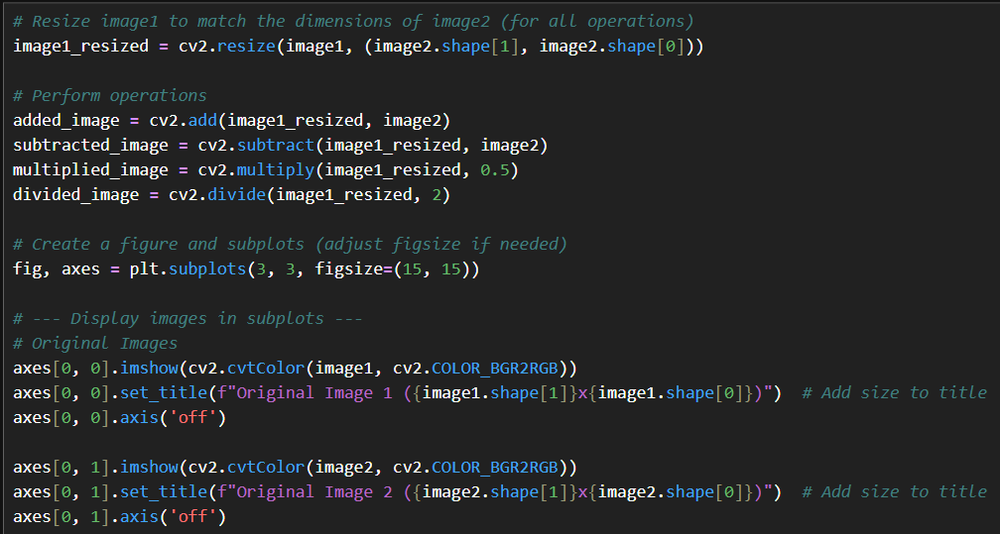 # Resize image1 to match the dimensions of image2 (for all operations)
image1_resized = cv2.resize(image1, (image2.shape[1], image2.shape[0]))
# Perform operations
added_image = cv2.add(image1_resized, image2)
subtracted_image = cv2.subtract(image1_resized, image2)
multiplied_image = cv2.multiply(image1_resized, 0.5)
divided_image = cv2.divide(image1_resized, 2)
# Create a figure and subplots (adjust figsize if needed)
fig, axes = plt.subplots(3, 3, figsize=(15, 15))
# --- Display images in subplots ---
# Original Images
axes[0, 0].imshow(cv2.cvtColor(image1, cv2.COLOR_BGR2RGB))
axes[0, 0].set_title(f"Original Image 1 ({image1.shape[1]}x{image1.shape[0]})")  # Add size to title
axes[0, 0].axis('off')
axes[0, 1].imshow(cv2.cvtColor(image2, cv2.COLOR_BGR2RGB))
axes[0, 1].set_title(f"Original Image 2 ({image2.shape[1]}x{image2.shape[0]})")  # Add size to title
axes[0, 1].axis('off')